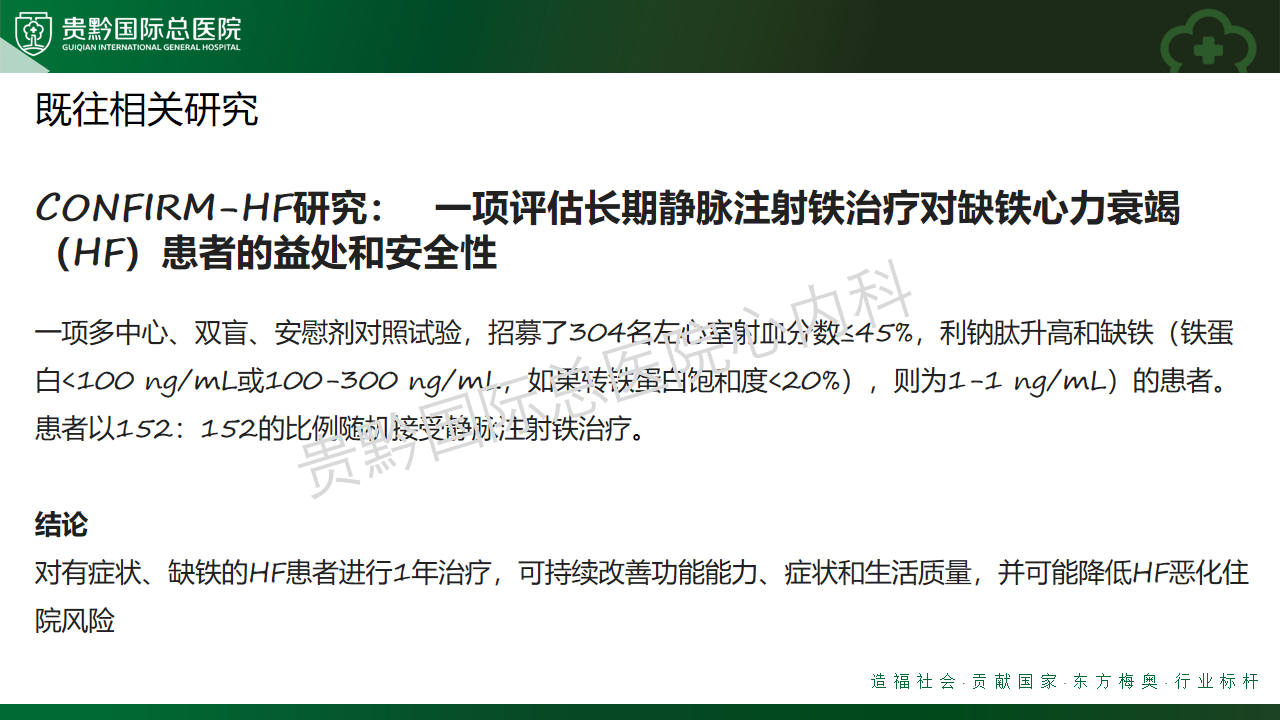 贵黔国际总医院
GUIQIAN INTERNATIONAL GENERAL HOSPITAL
既往相关研究
CONFIRM-HF研究： 一项评估长期静脉注射铁治疗对缺铁心力衰竭
（HF）患者的益处和安全性
一项多中心、双盲、安慰剂对照试验，招募了304名左心室射血分数≤45%，利钠肽升高和缺铁（铁蛋
白<100 ng/mL或100-300 ng/mL，如果转铁蛋白饱和度<20%），则为1-1 ng/mL）的患者。
患者以152：152的比例随机接受静脉注射铁治疗。
贵黔国际总医院心内科
结论
对有症状、缺铁的HF患者进行1年治疗，可持续改善功能能力、症状和生活质量，并可能降低HF恶化住
院风险
造福社会·贡献国家·东方梅奥·行业标杆